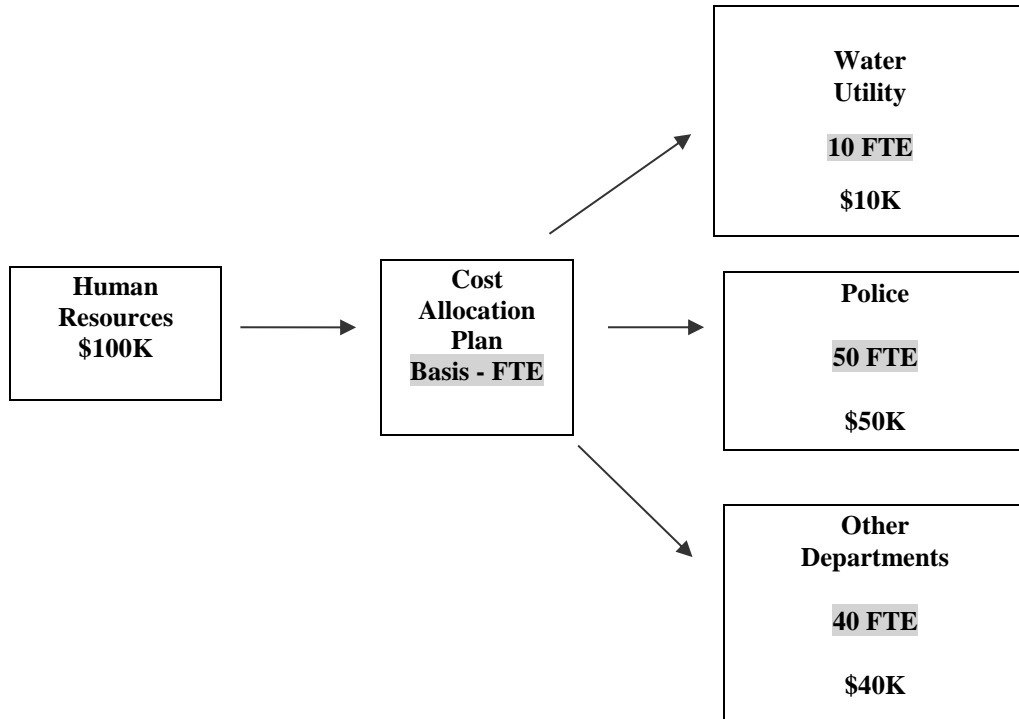 Human
Resources
$100K
Cost
Allocation
Plan
Basis - FTE
Water
Utility
10 FTE
$10K
Police
50 FTE
$50K
Other
Departments
40 FTE
$40K